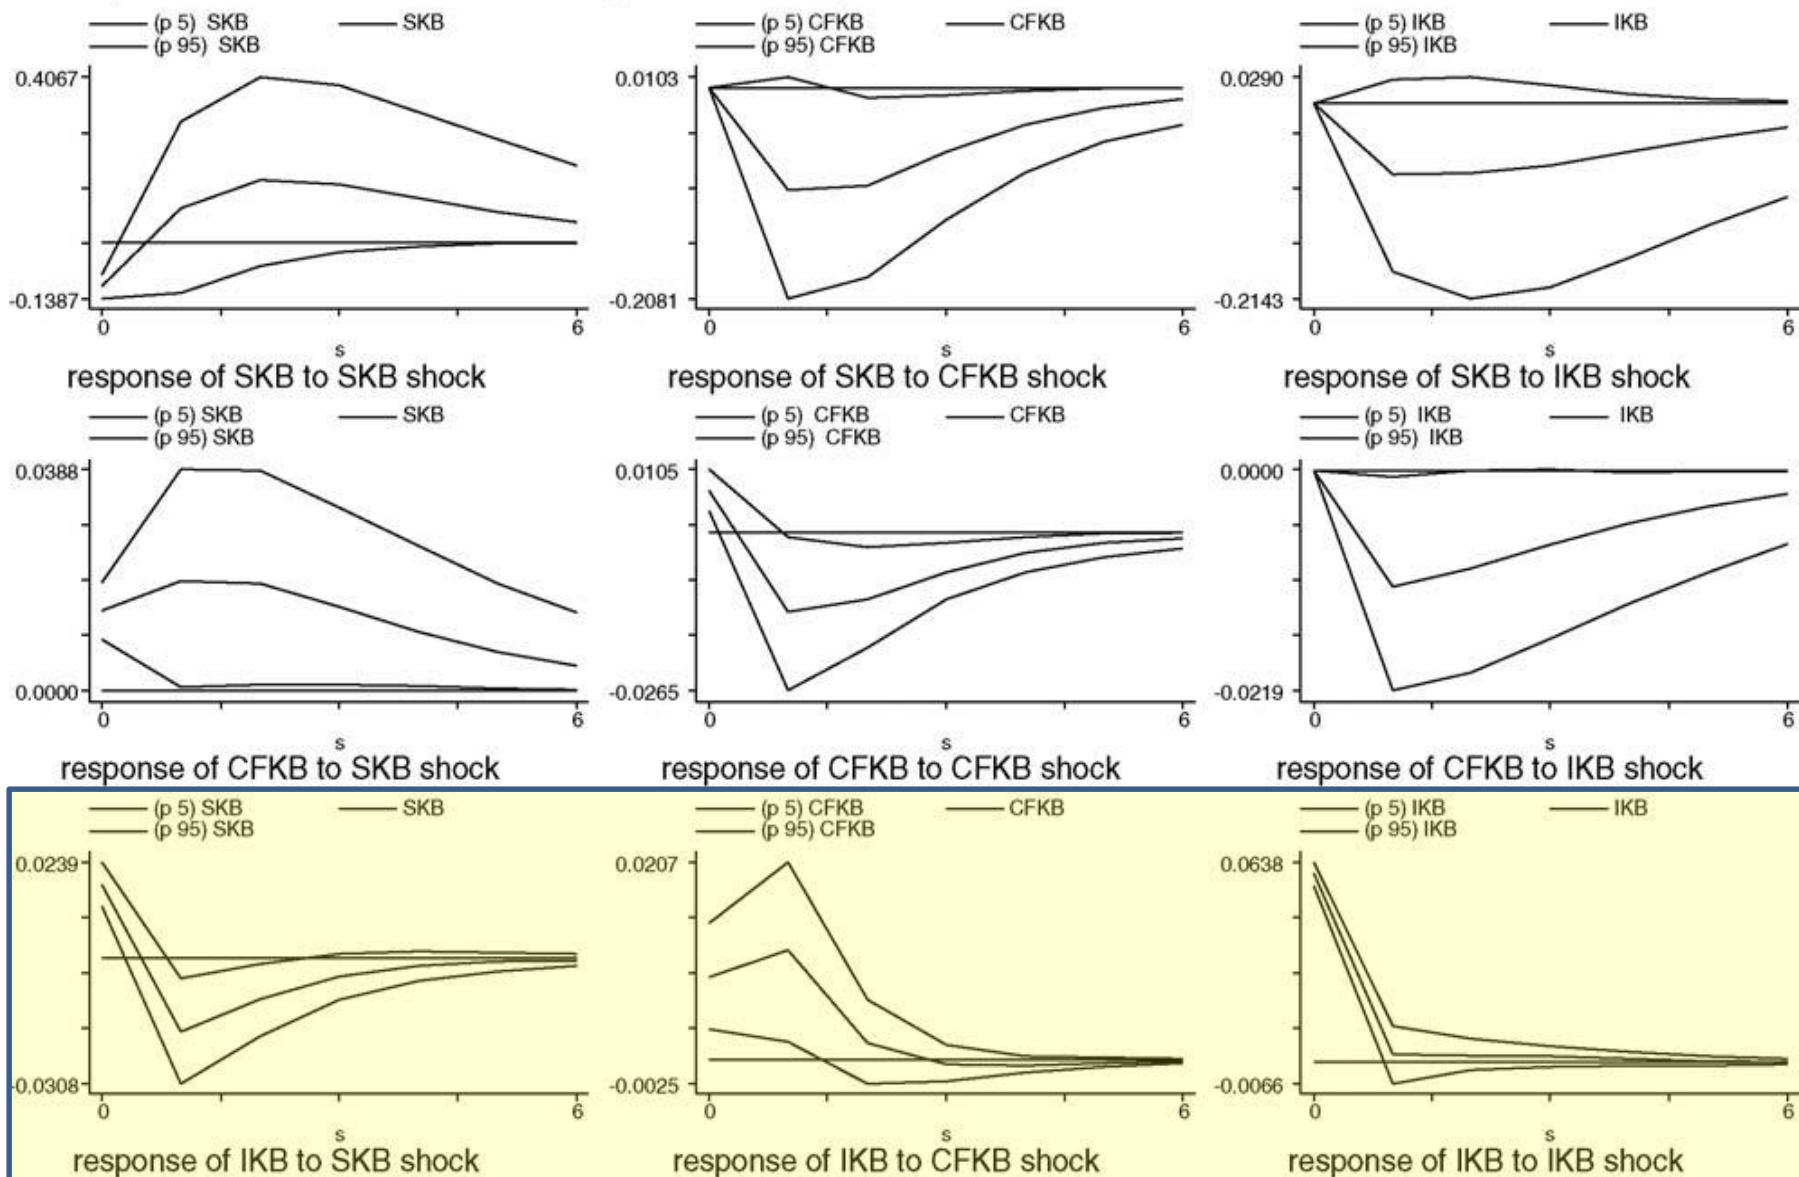 (p 5) SKB SKB
(p 95) SKB
0.4067
-0.1387
0 6
s
response of SKB to SKB shock
(p 5) CFKB CFKB
(p 95) CFKB
0.0103
-0.2081
0 6
s
response of SKB to CFKB shock
(p 5) IKB IKB
(p 95) IKB
0.0290
-0.2143
0 6
s
response of SKB to IKB shock
(p 5) SKB SKB
(p 95) SKB
0.0388
0.0000
0 6
s
response of CFKB to SKB shock
(p 5) CFKB CFKB
(p 95) CFKB
0.0105
-0.0265
0 6
s
response of CFKB to CFKB shock
(p 5) IKB IKB
(p 95) IKB
0.0000
-0.0219
0 6
s
response of CFKB to IKB shock
(p 5) SKB SKB
(p 95) SKB
0.0239
-0.0308
0 6
s
response of IKB to SKB shock
(p 5) CFKB CFKB
(p 95) CFKB
0.0207
-0.0025
0 6
s
response of IKB to CFKB shock
(p 5) IKB IKB
(p 95) IKB
0.0638
-0.0066
0 6
s
response of IKB to IKB shock